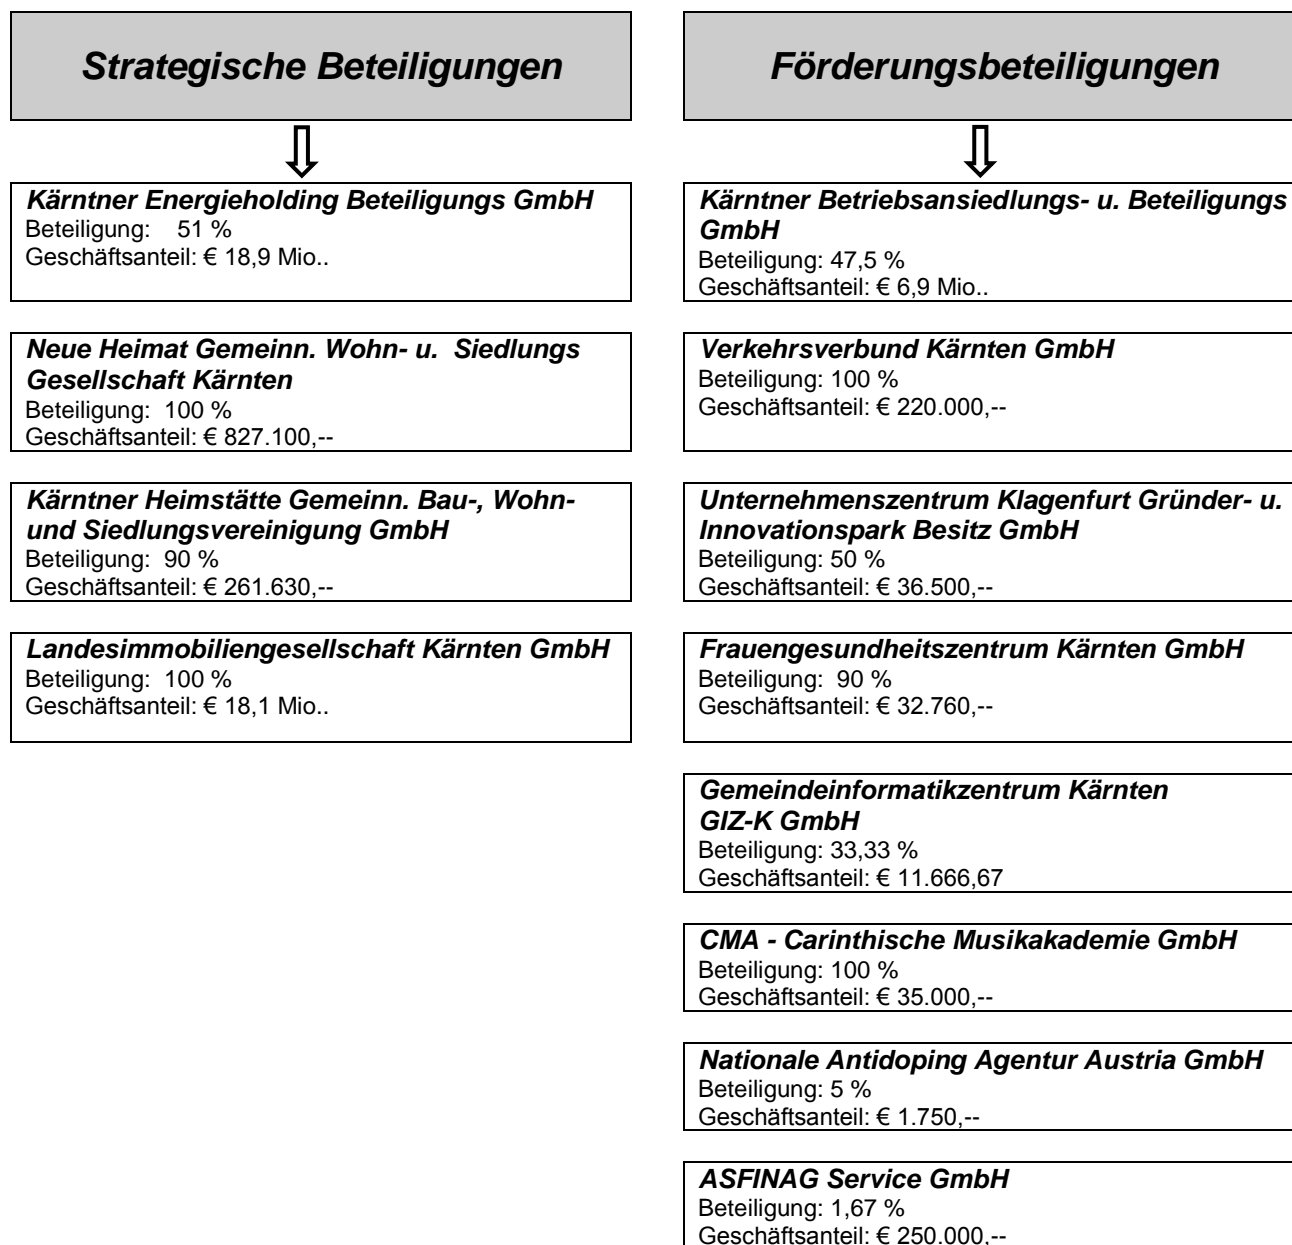 Strategische Beteiligungen
Kärntner Energieholding Beteiligungs GmbH
Beteiligung: 51 %
Geschäftsanteil: € 18,9 Mio..
Neue Heimat Gemeinn. Wohn- u. Siedlungs
Gesellschaft Kärnten
Beteiligung: 100 %
Geschäftsanteil: € 827.100,--
Kärntner Heimstätte Gemeinn. Bau-, Wohn-
und Siedlungsvereinigung GmbH
Beteiligung: 90 %
Geschäftsanteil: € 261.630,--
Landesimmobiliengesellschaft Kärnten GmbH
Beteiligung: 100 %
Geschäftsanteil: € 18,1 Mio..
Förderungsbeteiligungen
Kärntner Betriebsansiedlungs- u. Beteiligungs
GmbH
Beteiligung: 47,5 %
Geschäftsanteil: € 6,9 Mio..
Verkehrsverbund Kärnten GmbH
Beteiligung: 100 %
Geschäftsanteil: € 220.000,--
Unternehmenszentrum Klagenfurt Gründer- u.
Innovationspark Besitz GmbH
Beteiligung: 50 %
Geschäftsanteil: € 36.500,--
Frauengesundheitszentrum Kärnten GmbH
Beteiligung: 90 %
Geschäftsanteil: € 32.760,--
Gemeindeinformatikzentrum Kärnten
GIZ-K GmbH
Beteiligung: 33,33 %
Geschäftsanteil: € 11.666,67
CMA - Carinthische Musikakademie GmbH
Beteiligung: 100 %
Geschäftsanteil: € 35.000,--
Nationale Antidoping Agentur Austria GmbH
Beteiligung: 5 %
Geschäftsanteil: € 1.750,--
ASFINAG Service GmbH
Beteiligung: 1,67 %
Geschäftsanteil: € 250.000,--